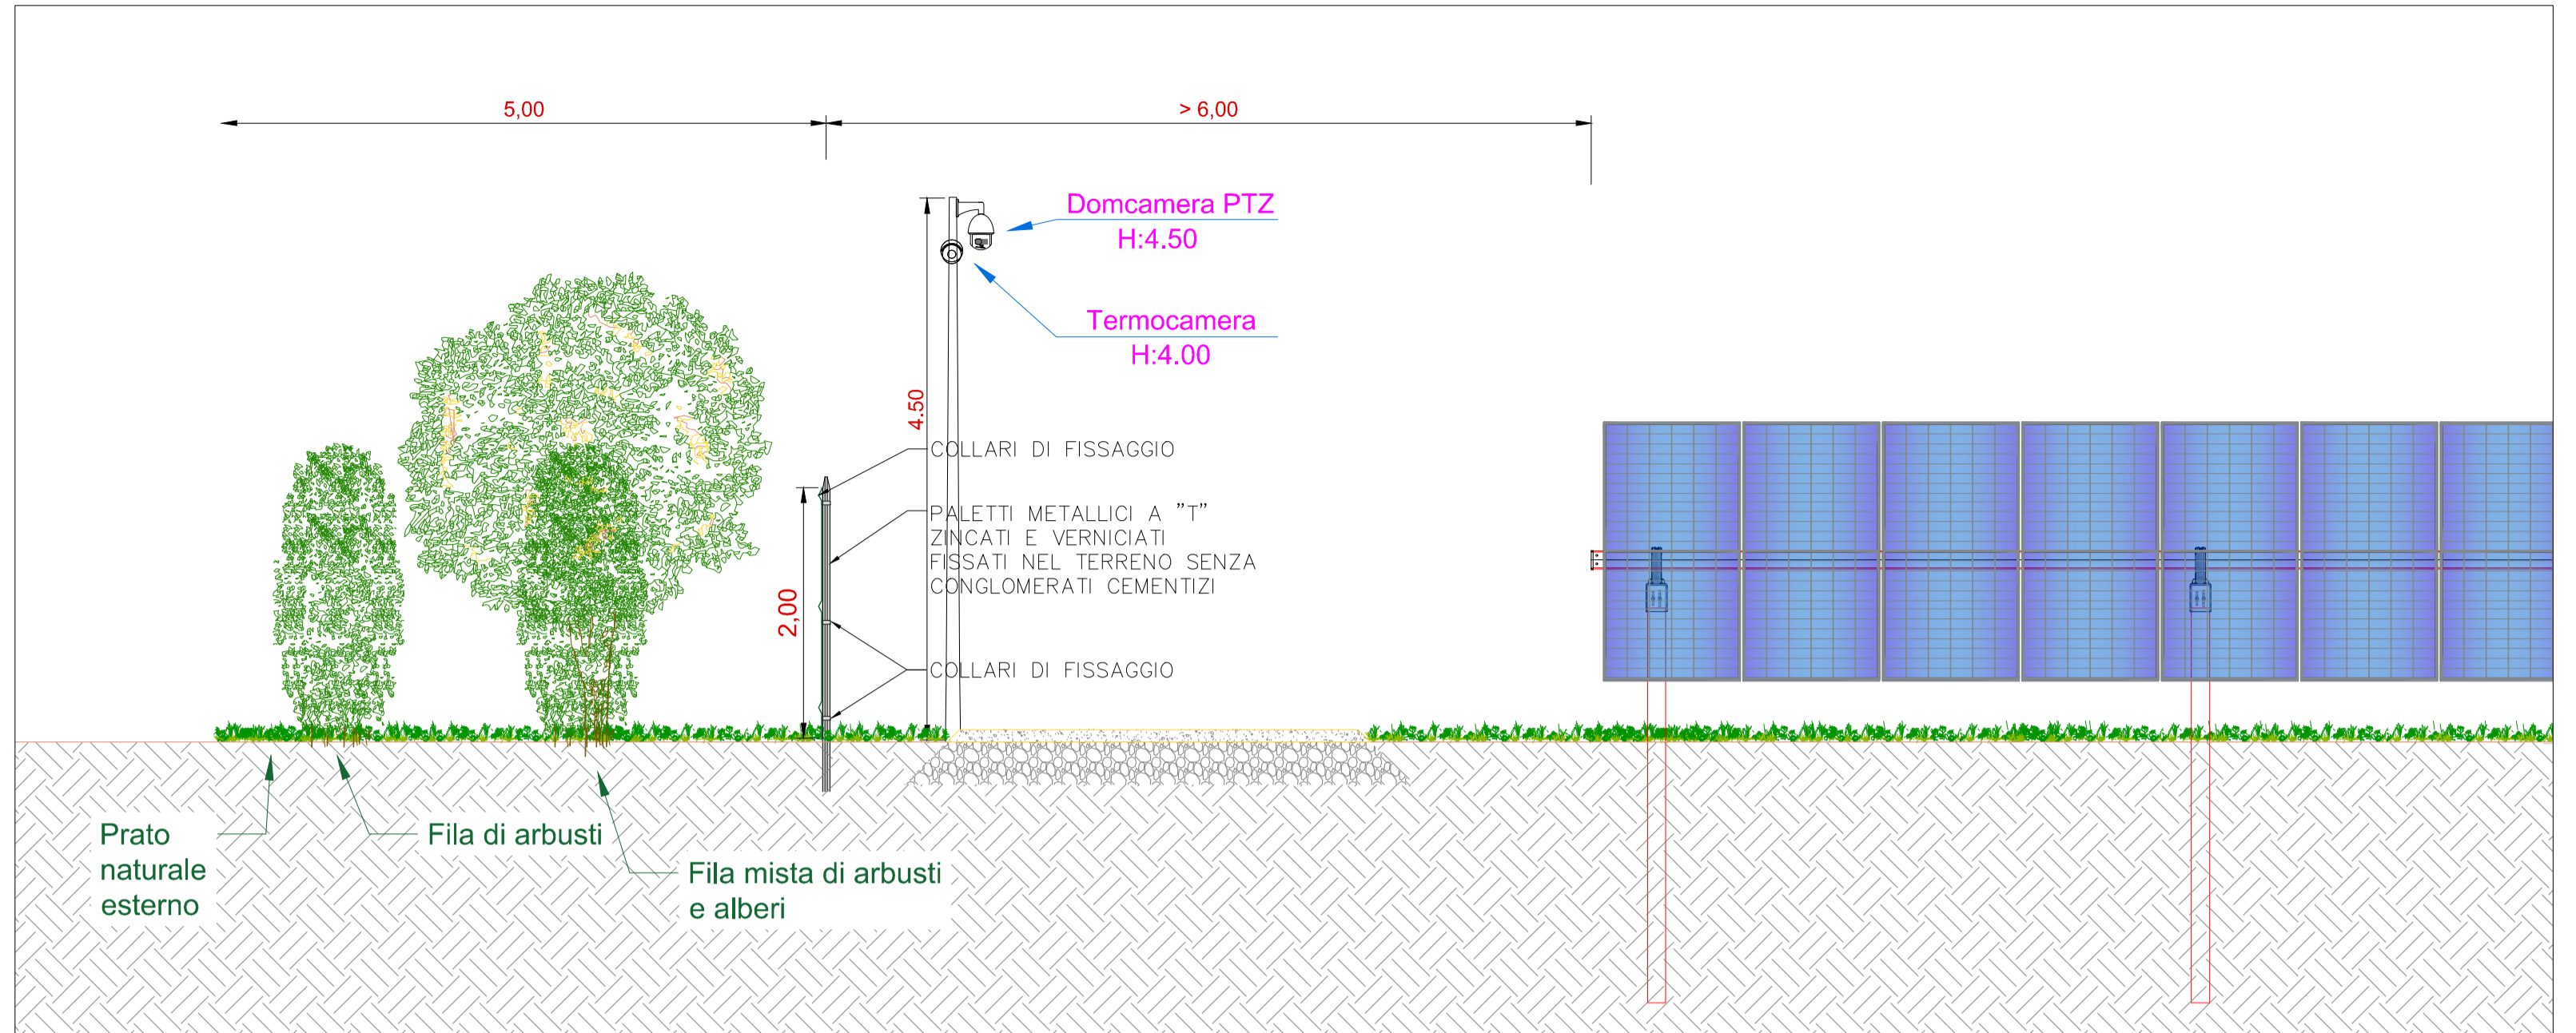 5,00
> 6,00
Domcamera PTZ
H:4.50
Termocamera
H:4.00
4.50
COLLARI DI FISSAGGIO
PALETTI METALLICI A "T"
ZINCATI E VERNICIATI
FISSATI NEL TERRENO SENZA
CONGLOMERATI CEMENTIZI
2,00
COLLARI DI FISSAGGIO
Prato
naturale
esterno
Fila di arbusti
Fila mista di arbusti
e alberi